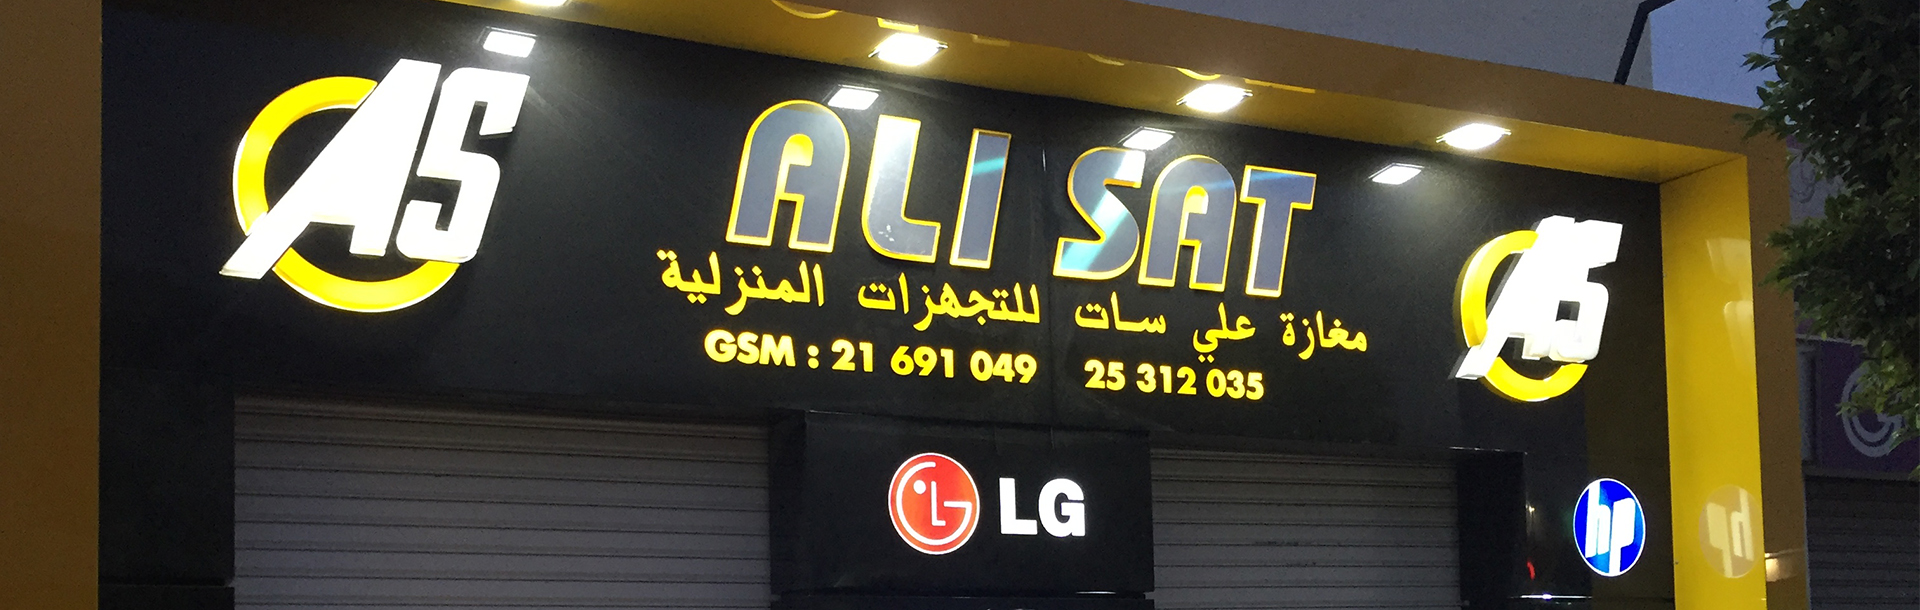 AS
ALI SAT
AS
مغازة علي سات للتجهزات المنزلية
GSM : 21 691 049 25 312 035
LG
hp